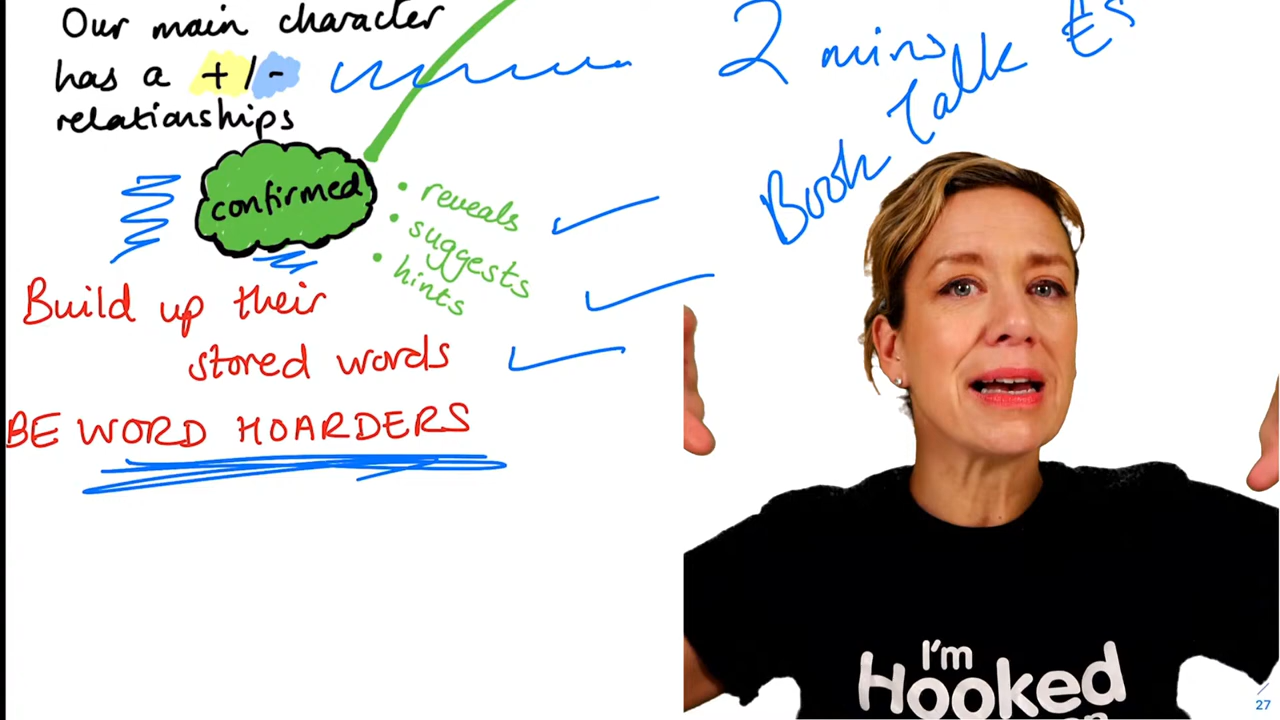 Our main character
has a +/-
relationships
confirmed
• reveals
• suggests
• hints
Build up their
stored words
BE WORD HOARDERS
2 mins
Book Talk
I'm
Hooked
27